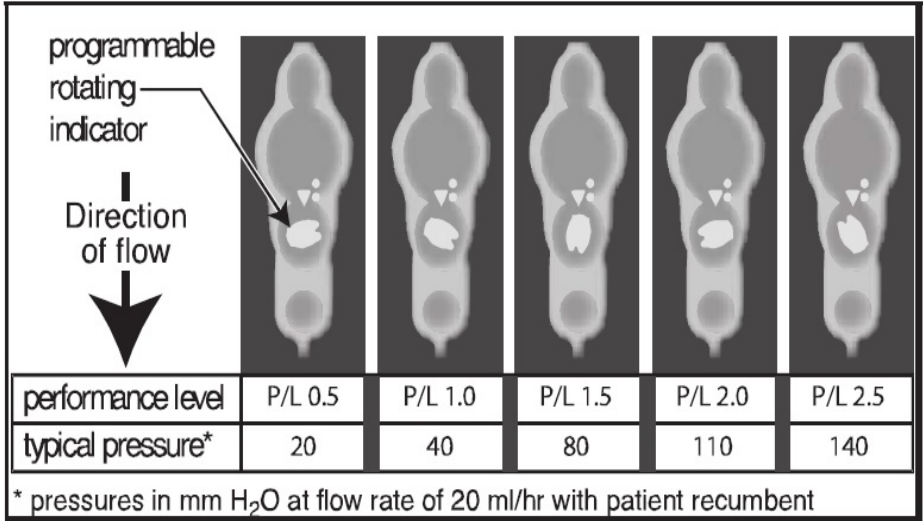 programmable
rotating
indicator
Direction
of flow
performance level P/L 0.5 P/L 1.0 P/L 1.5 P/L 2.0 P/L 2.5
typical pressure* 20 40 80 110 140
* pressures in mm H₂O at flow rate of 20 ml/hr with patient recumbent